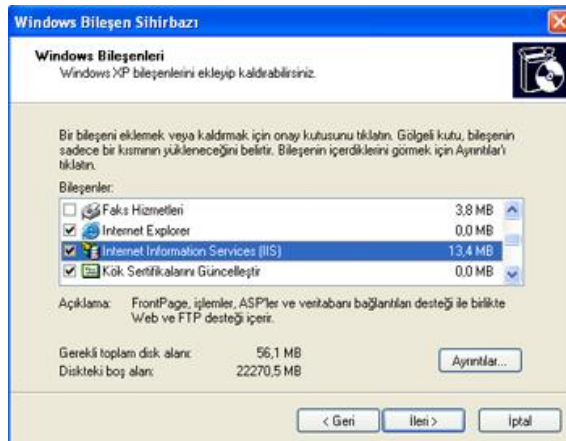 Windows Bileşen Sihirbazı
Windows Bileşenleri
Windows XP bileşenlerini ekleyip kaldırabilirsiniz.
Bir bileşeni eklemek veya kaldırmak için onay kutusunu tıklatın. Gölgeli kutu, bileşenin
sadece bir kısmının yükleneceğini belirtir. Bileşenin içerdiklerini görmek için Ayrıntılar'ı
tıklatın.
Bileşenler:
Faks Hizmetleri 3,8 MB
Internet Explorer 0,0 MB
Internet Information Services (IIS) 13,4 MB
Kök Sertifikalarını Güncelleştir 0,0 MB
Açıklama: FrontPage, işlemler, ASP'ler ve veritabanı bağlantıları desteği ile birlikte
Web ve FTP desteği içerir.
Gerekli toplam disk alanı: 56,1 MB
Diskteki boş alan: 22270,5 MB
Ayrıntılar...
< Geri İleri > İptal